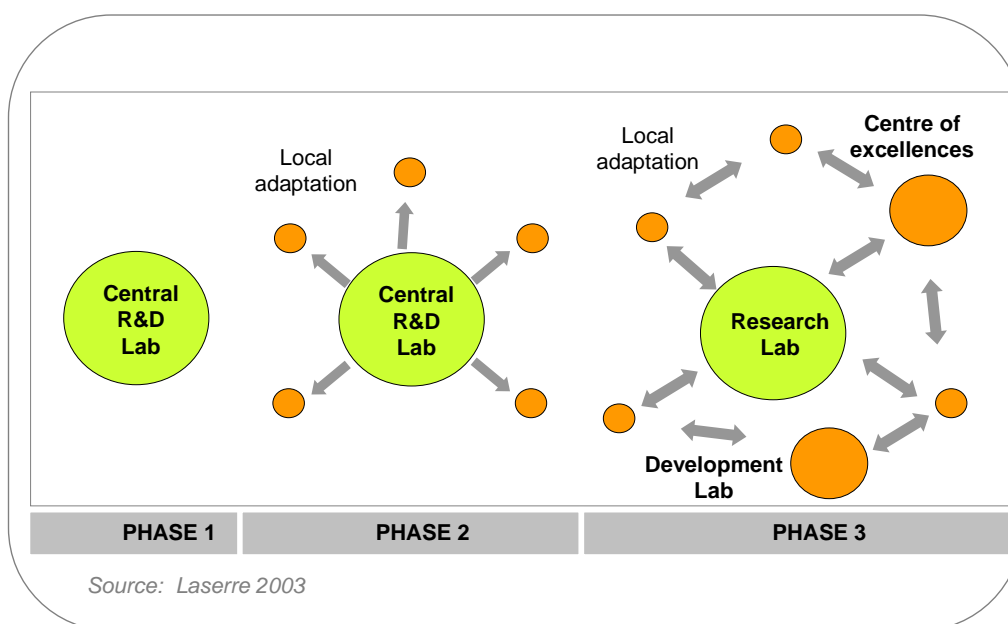 Central
R&D
Lab
Local
adaptation
Central
R&D
Lab
Local
adaptation
Centre of
excellences
Research
Lab
Development
Lab
PHASE 1
PHASE 2
PHASE 3
Source: Laserre 2003